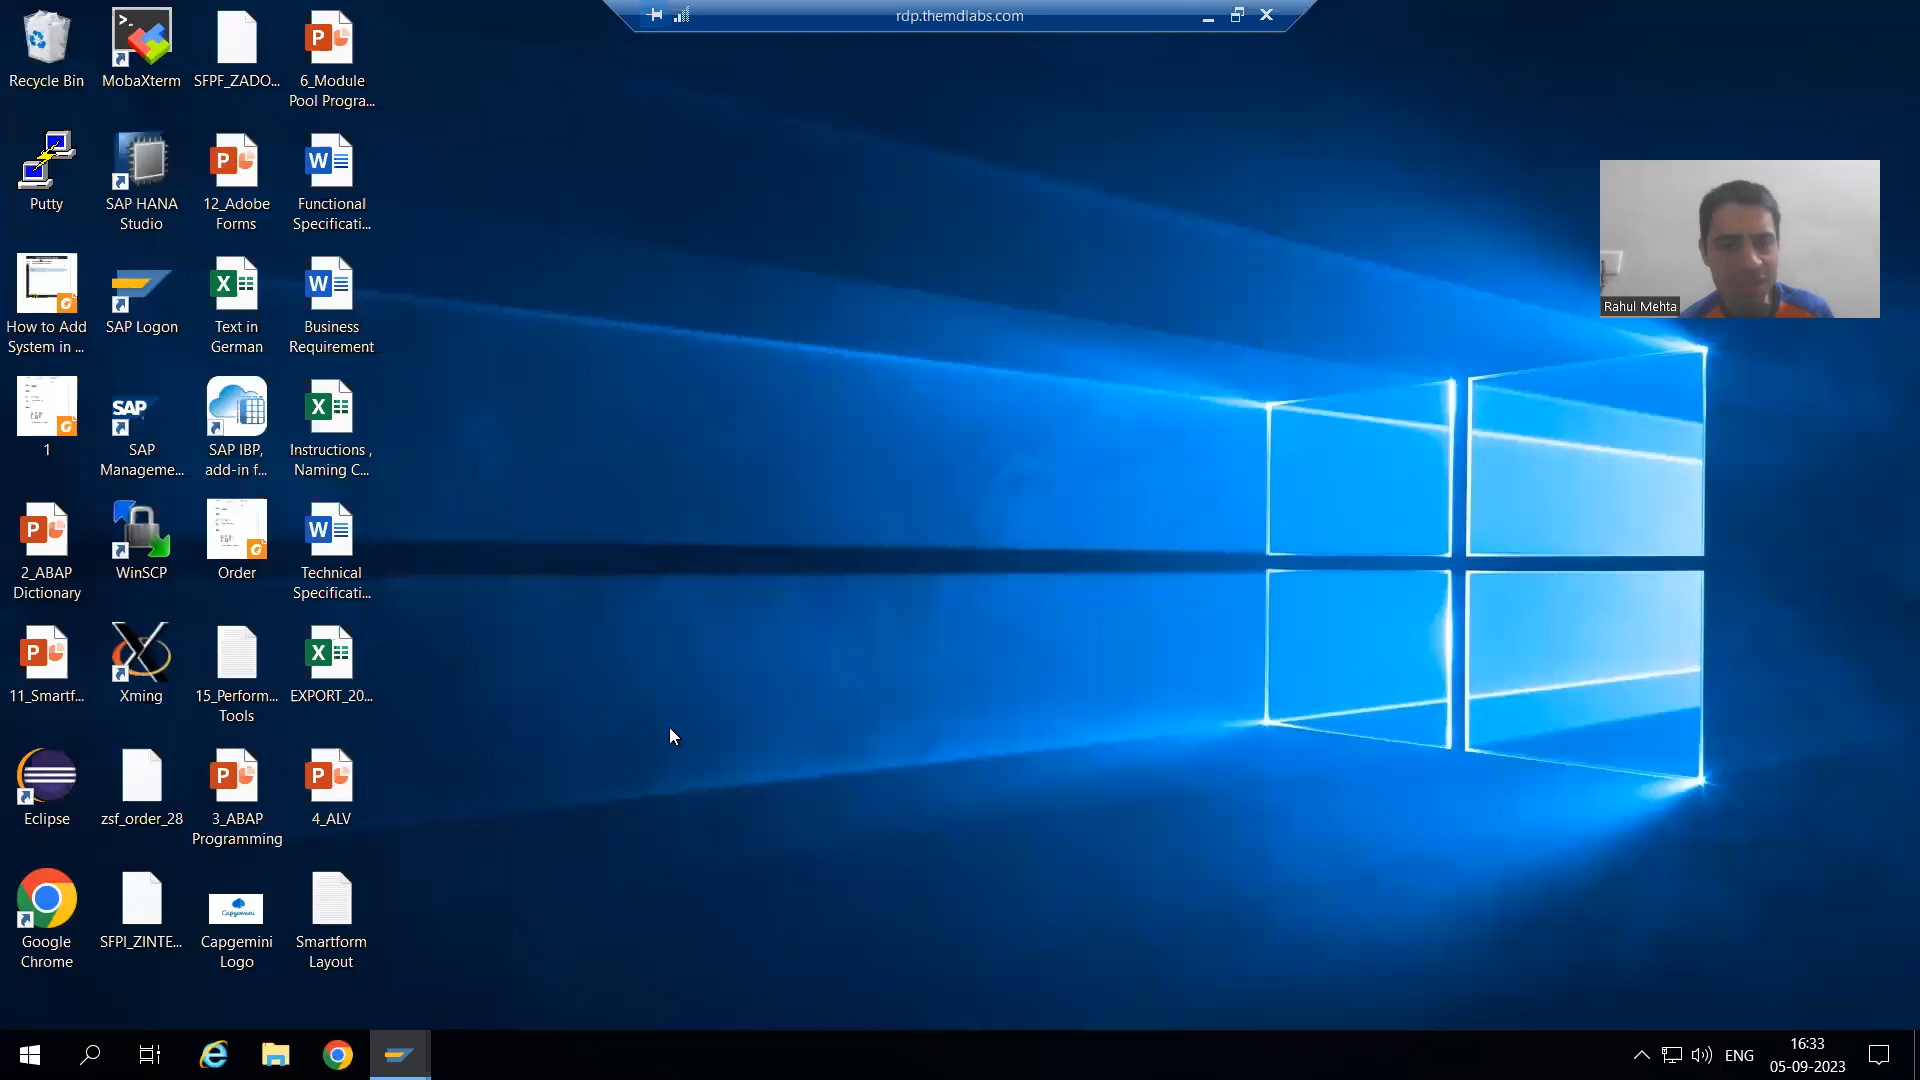 rdp.themdlabs.com
Recycle Bin
MobaXterm
SFPF_ZADO...
6_Module
Pool Progra...
Putty
SAP HANA
Studio
12_Adobe
Forms
Functional
Specificati...
How to Add
System in ...
SAP Logon
Text in
German
Business
Requirement
1
SAP
SAP
Manageme...
SAP IBP,
add-in f...
Instructions ,
Naming C...
2_ABAP
Dictionary
WinSCP
Order
Technical
Specificati...
11_Smartf...
Xming
15_Perform...
Tools
EXPORT_20...
Eclipse
zsf_order_28
3_ABAP
Programming
4_ALV
Google
Chrome
SFPI_ZINTE...
Capgemini
Capgemini
Logo
Smartform
Layout
Rahul Mehta
ENG
16:33
05-09-2023